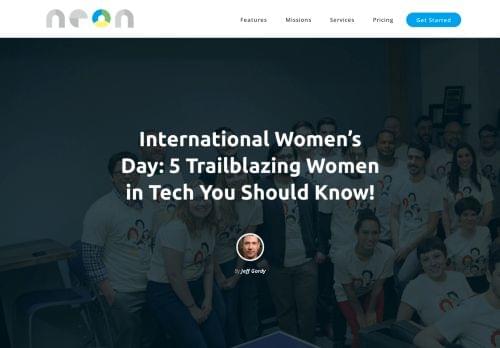 neon
Features Missions Services Pricing Get Started
International Women's
Day: 5 Trailblazing Women
in Tech You Should Know!
By Jeff Gordy